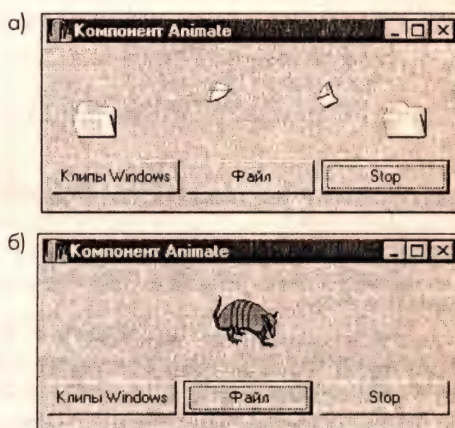 а)
Компонент Animate
Клипы Windows Файл Stop
б)
Компонент Animate
Клипы Windows Файл Stop